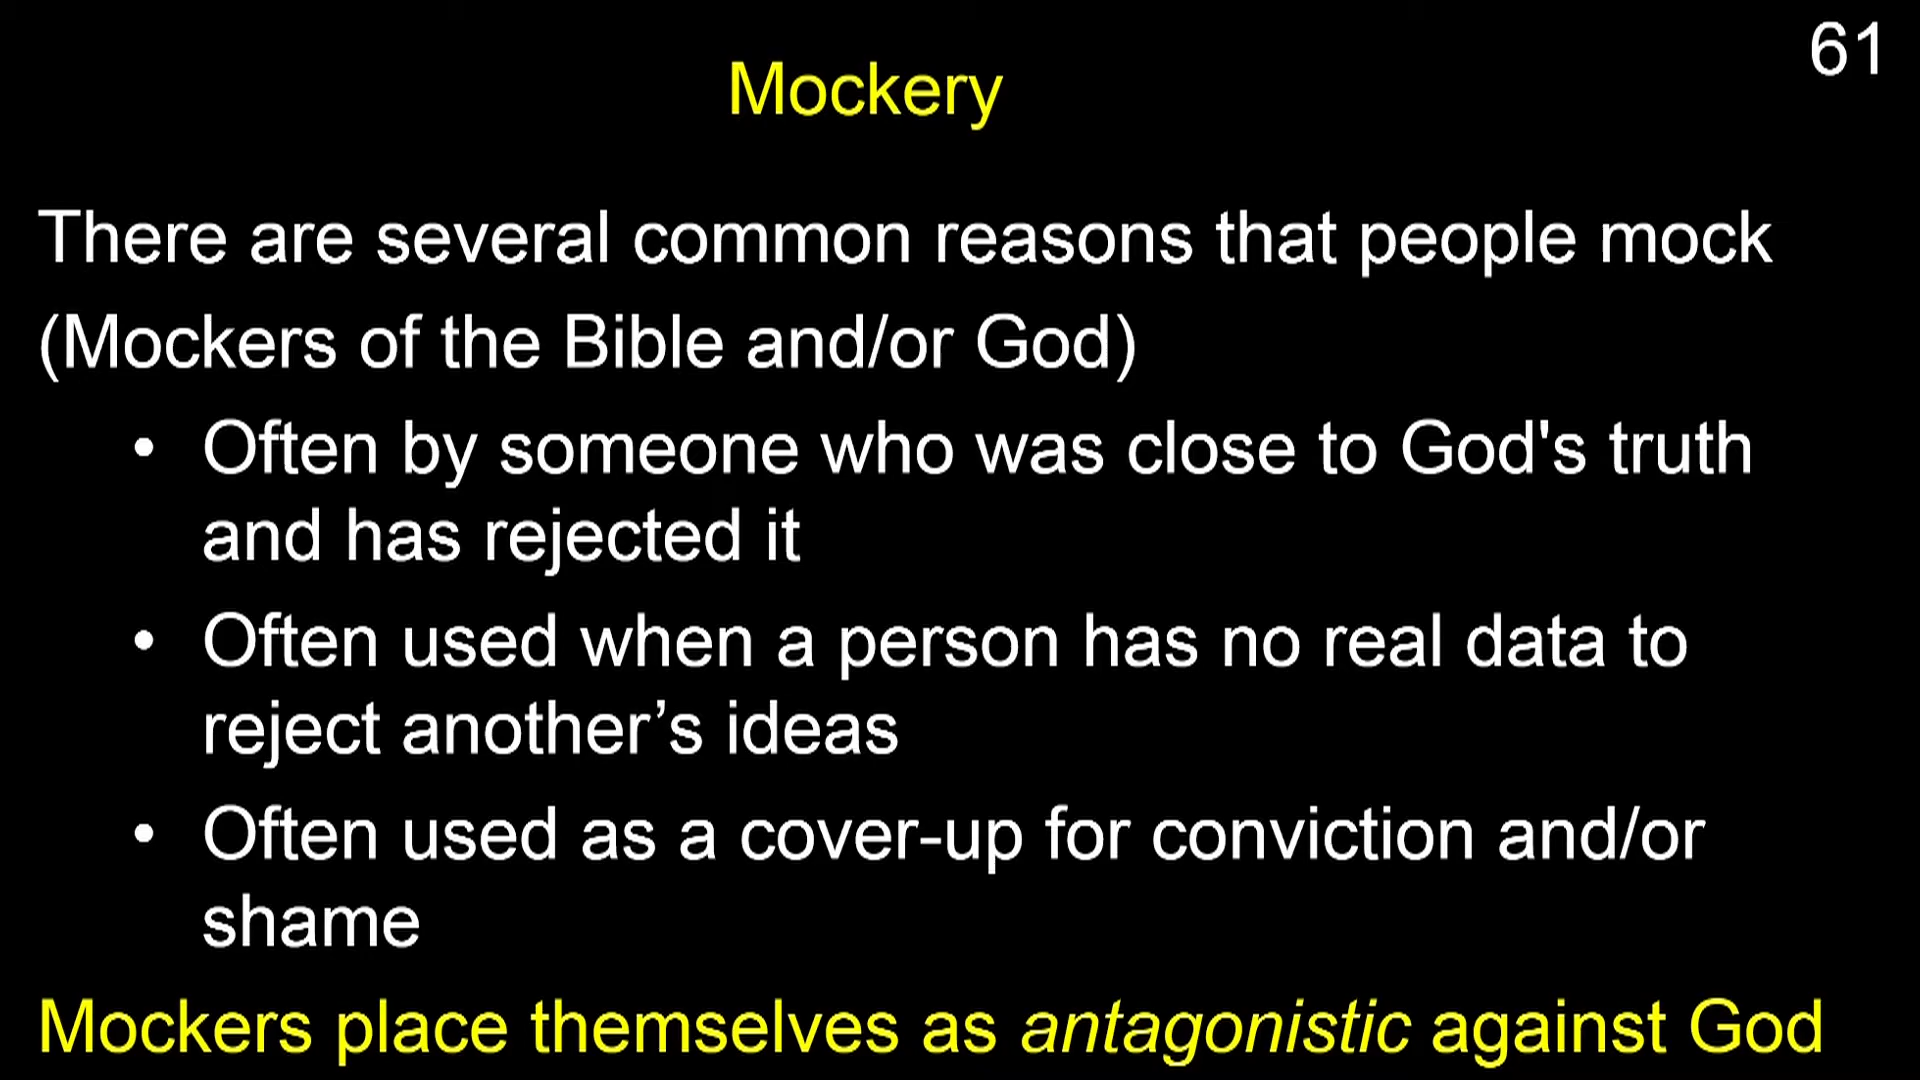 61
Mockery
There are several common reasons that people mock
(Mockers of the Bible and/or God)
• Often by someone who was close to God's truth
and has rejected it
• Often used when a person has no real data to
reject another’s ideas
• Often used as a cover-up for conviction and/or
shame
Mockers place themselves as antagonistic against God